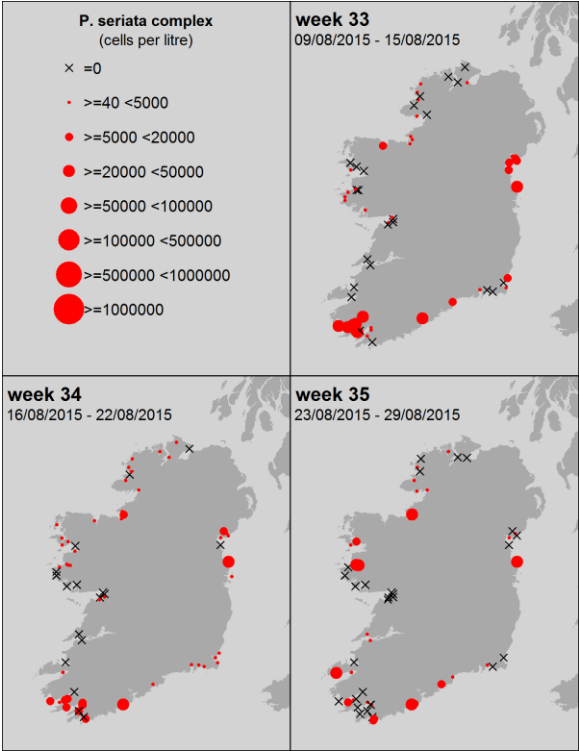 P. seriata complex
(cells per litre)
=0
>=40 <5000
>=5000 <20000
>=20000 <50000
>=50000 <100000
>=100000 <500000
>=500000 <1000000
>=1000000
week 33
09/08/2015 - 15/08/2015
week 34
16/08/2015 - 22/08/2015
week 35
23/08/2015 - 29/08/2015